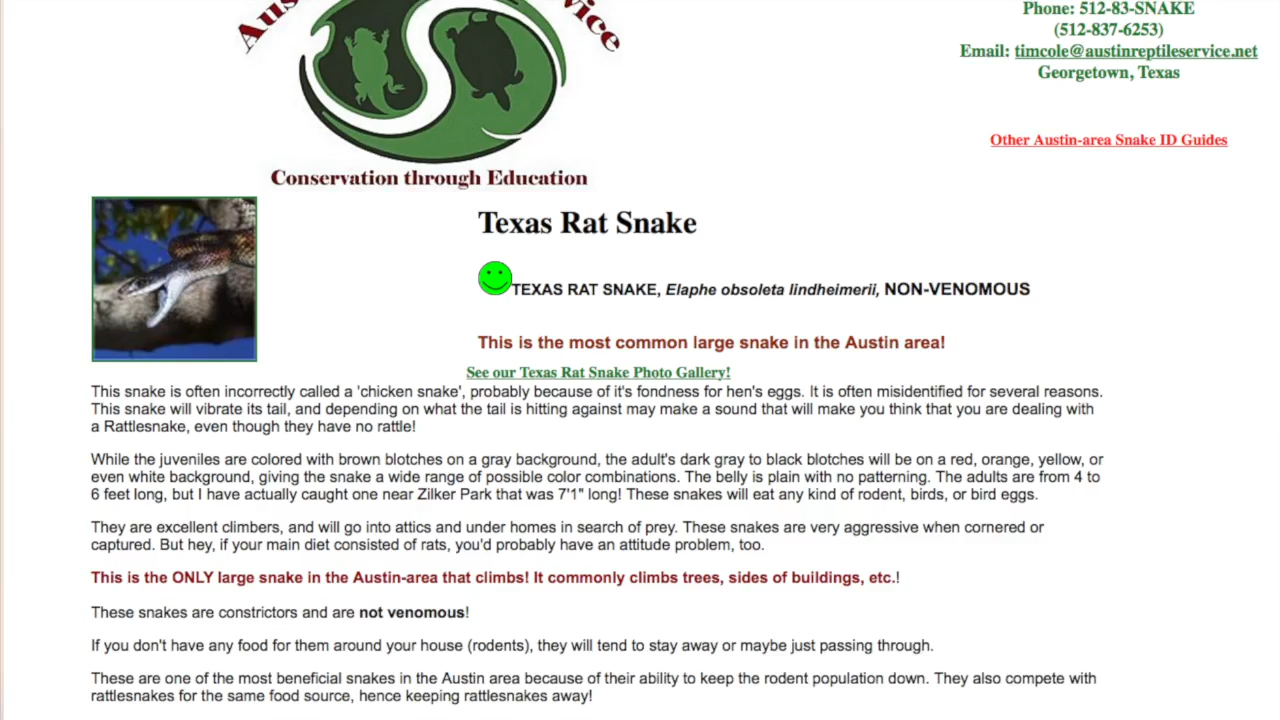 Aus
vice
Phone: 512-83-SNAKE
(512-837-6253)
Email: timcole@austinreptileservice.net
Georgetown, Texas
Other Austin-area Snake ID Guides
Conservation through Education
Texas Rat Snake
TEXAS RAT SNAKE, Elaphe obsoleta lindheimerii, NON-VENOMOUS
This is the most common large snake in the Austin area!
See our Texas Rat Snake Photo Gallery!
This snake is often incorrectly called a 'chicken snake', probably because of it's fondness for hen's eggs. It is often misidentified for several reasons.
This snake will vibrate its tail, and depending on what the tail is hitting against may make a sound that will make you think that you are dealing with
a Rattlesnake, even though they have no rattle!
While the juveniles are colored with brown blotches on a gray background, the adult's dark gray to black blotches will be on a red, orange, yellow, or
even white background, giving the snake a wide range of possible color combinations. The belly is plain with no patterning. The adults are from 4 to
6 feet long, but I have actually caught one near Zilker Park that was 7'1" long! These snakes will eat any kind of rodent, birds, or bird eggs.
They are excellent climbers, and will go into attics and under homes in search of prey. These snakes are very aggressive when cornered or
captured. But hey, if your main diet consisted of rats, you'd probably have an attitude problem, too.
This is the ONLY large snake in the Austin-area that climbs! It commonly climbs trees, sides of buildings, etc.!
These snakes are constrictors and are not venomous!
If you don't have any food for them around your house (rodents), they will tend to stay away or maybe just passing through.
These are one of the most beneficial snakes in the Austin area because of their ability to keep the rodent population down. They also compete with
rattlesnakes for the same food source, hence keeping rattlesnakes away!